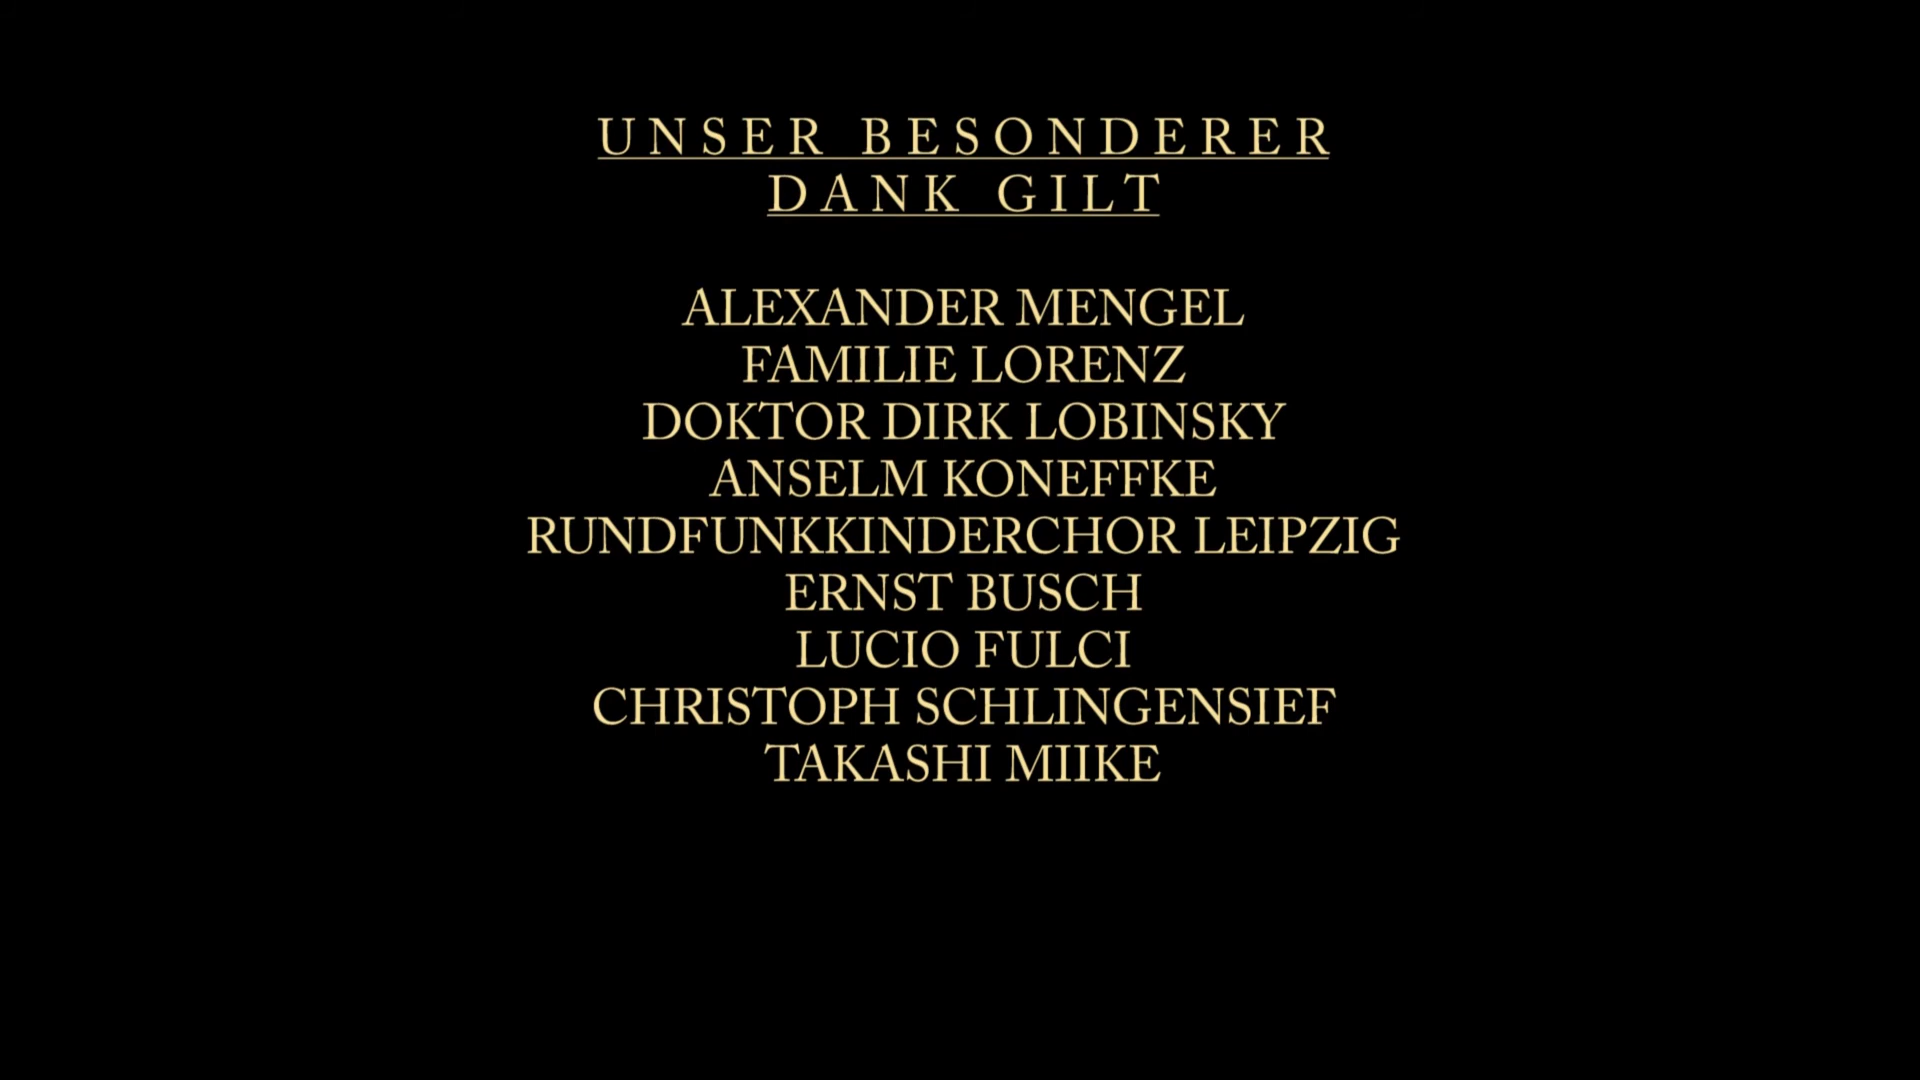 UNSER BESONDERER
DANK GILT
ALEXANDER MENGEL
FAMILIE LORENZ
DOKTOR DIRK LOBINSKY
ANSELM KONEFFKE
RUNDFUNKKINDERCHOR LEIPZIG
ERNST BUSCH
LUCIO FULCI
CHRISTOPH SCHLINGENSIEF
TAKASHI MIIKE